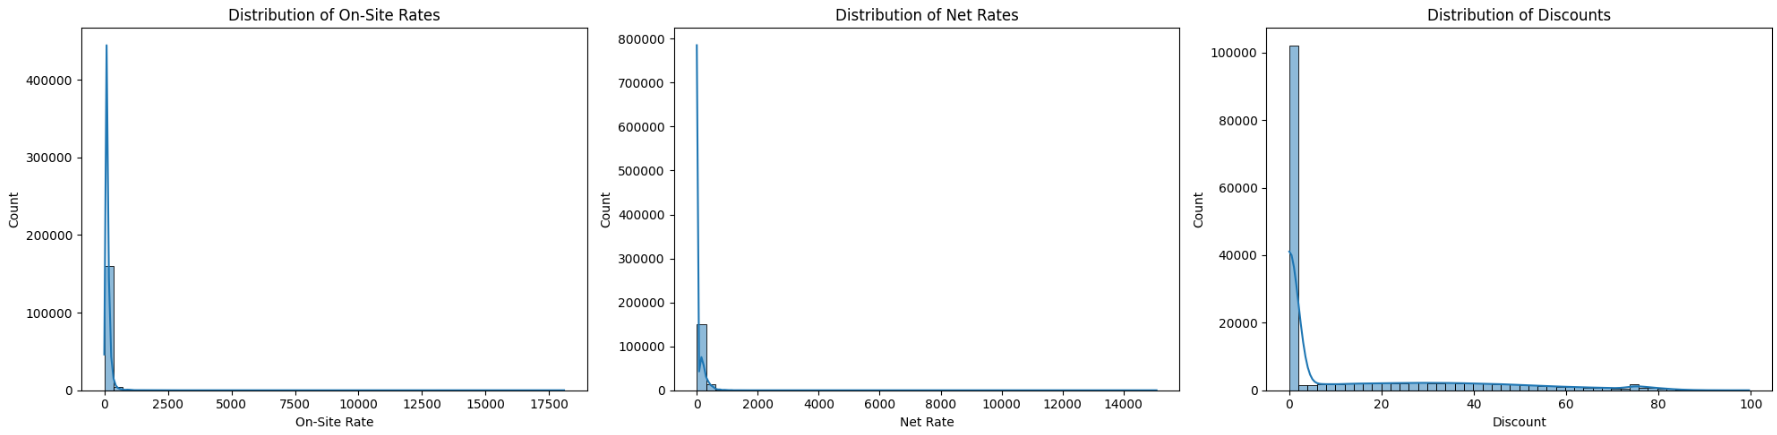 Distribution of On-Site Rates
400000
300000
200000
100000
0
Count
0 2500 5000 7500 10000 12500 15000 17500
On-Site Rate
Distribution of Net Rates
800000
700000
600000
500000
400000
300000
200000
100000
0
Count
0 2000 4000 6000 8000 10000 12000 14000
Net Rate
Distribution of Discounts
100000
80000
60000
40000
20000
0
Count
0 20 40 60 80 100
Discount